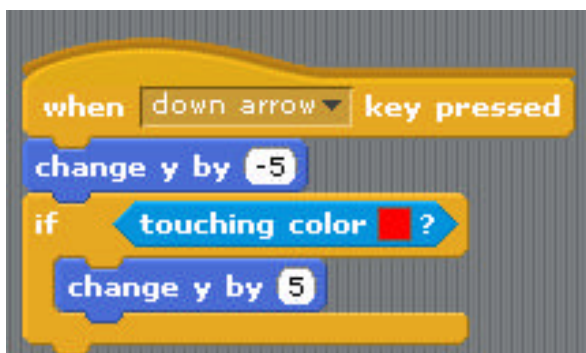 when down arrow key pressed
change y by -5
if touching color ?
change y by 5